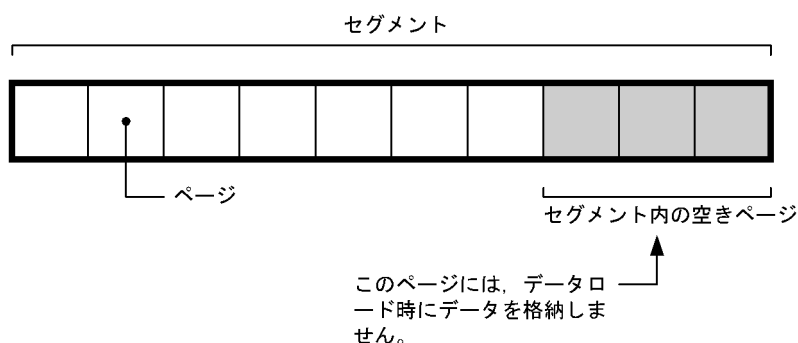 セグメント
ページ
セグメント内の空きページ
このページには，データロ
ード時にデータを格納しま
せん。